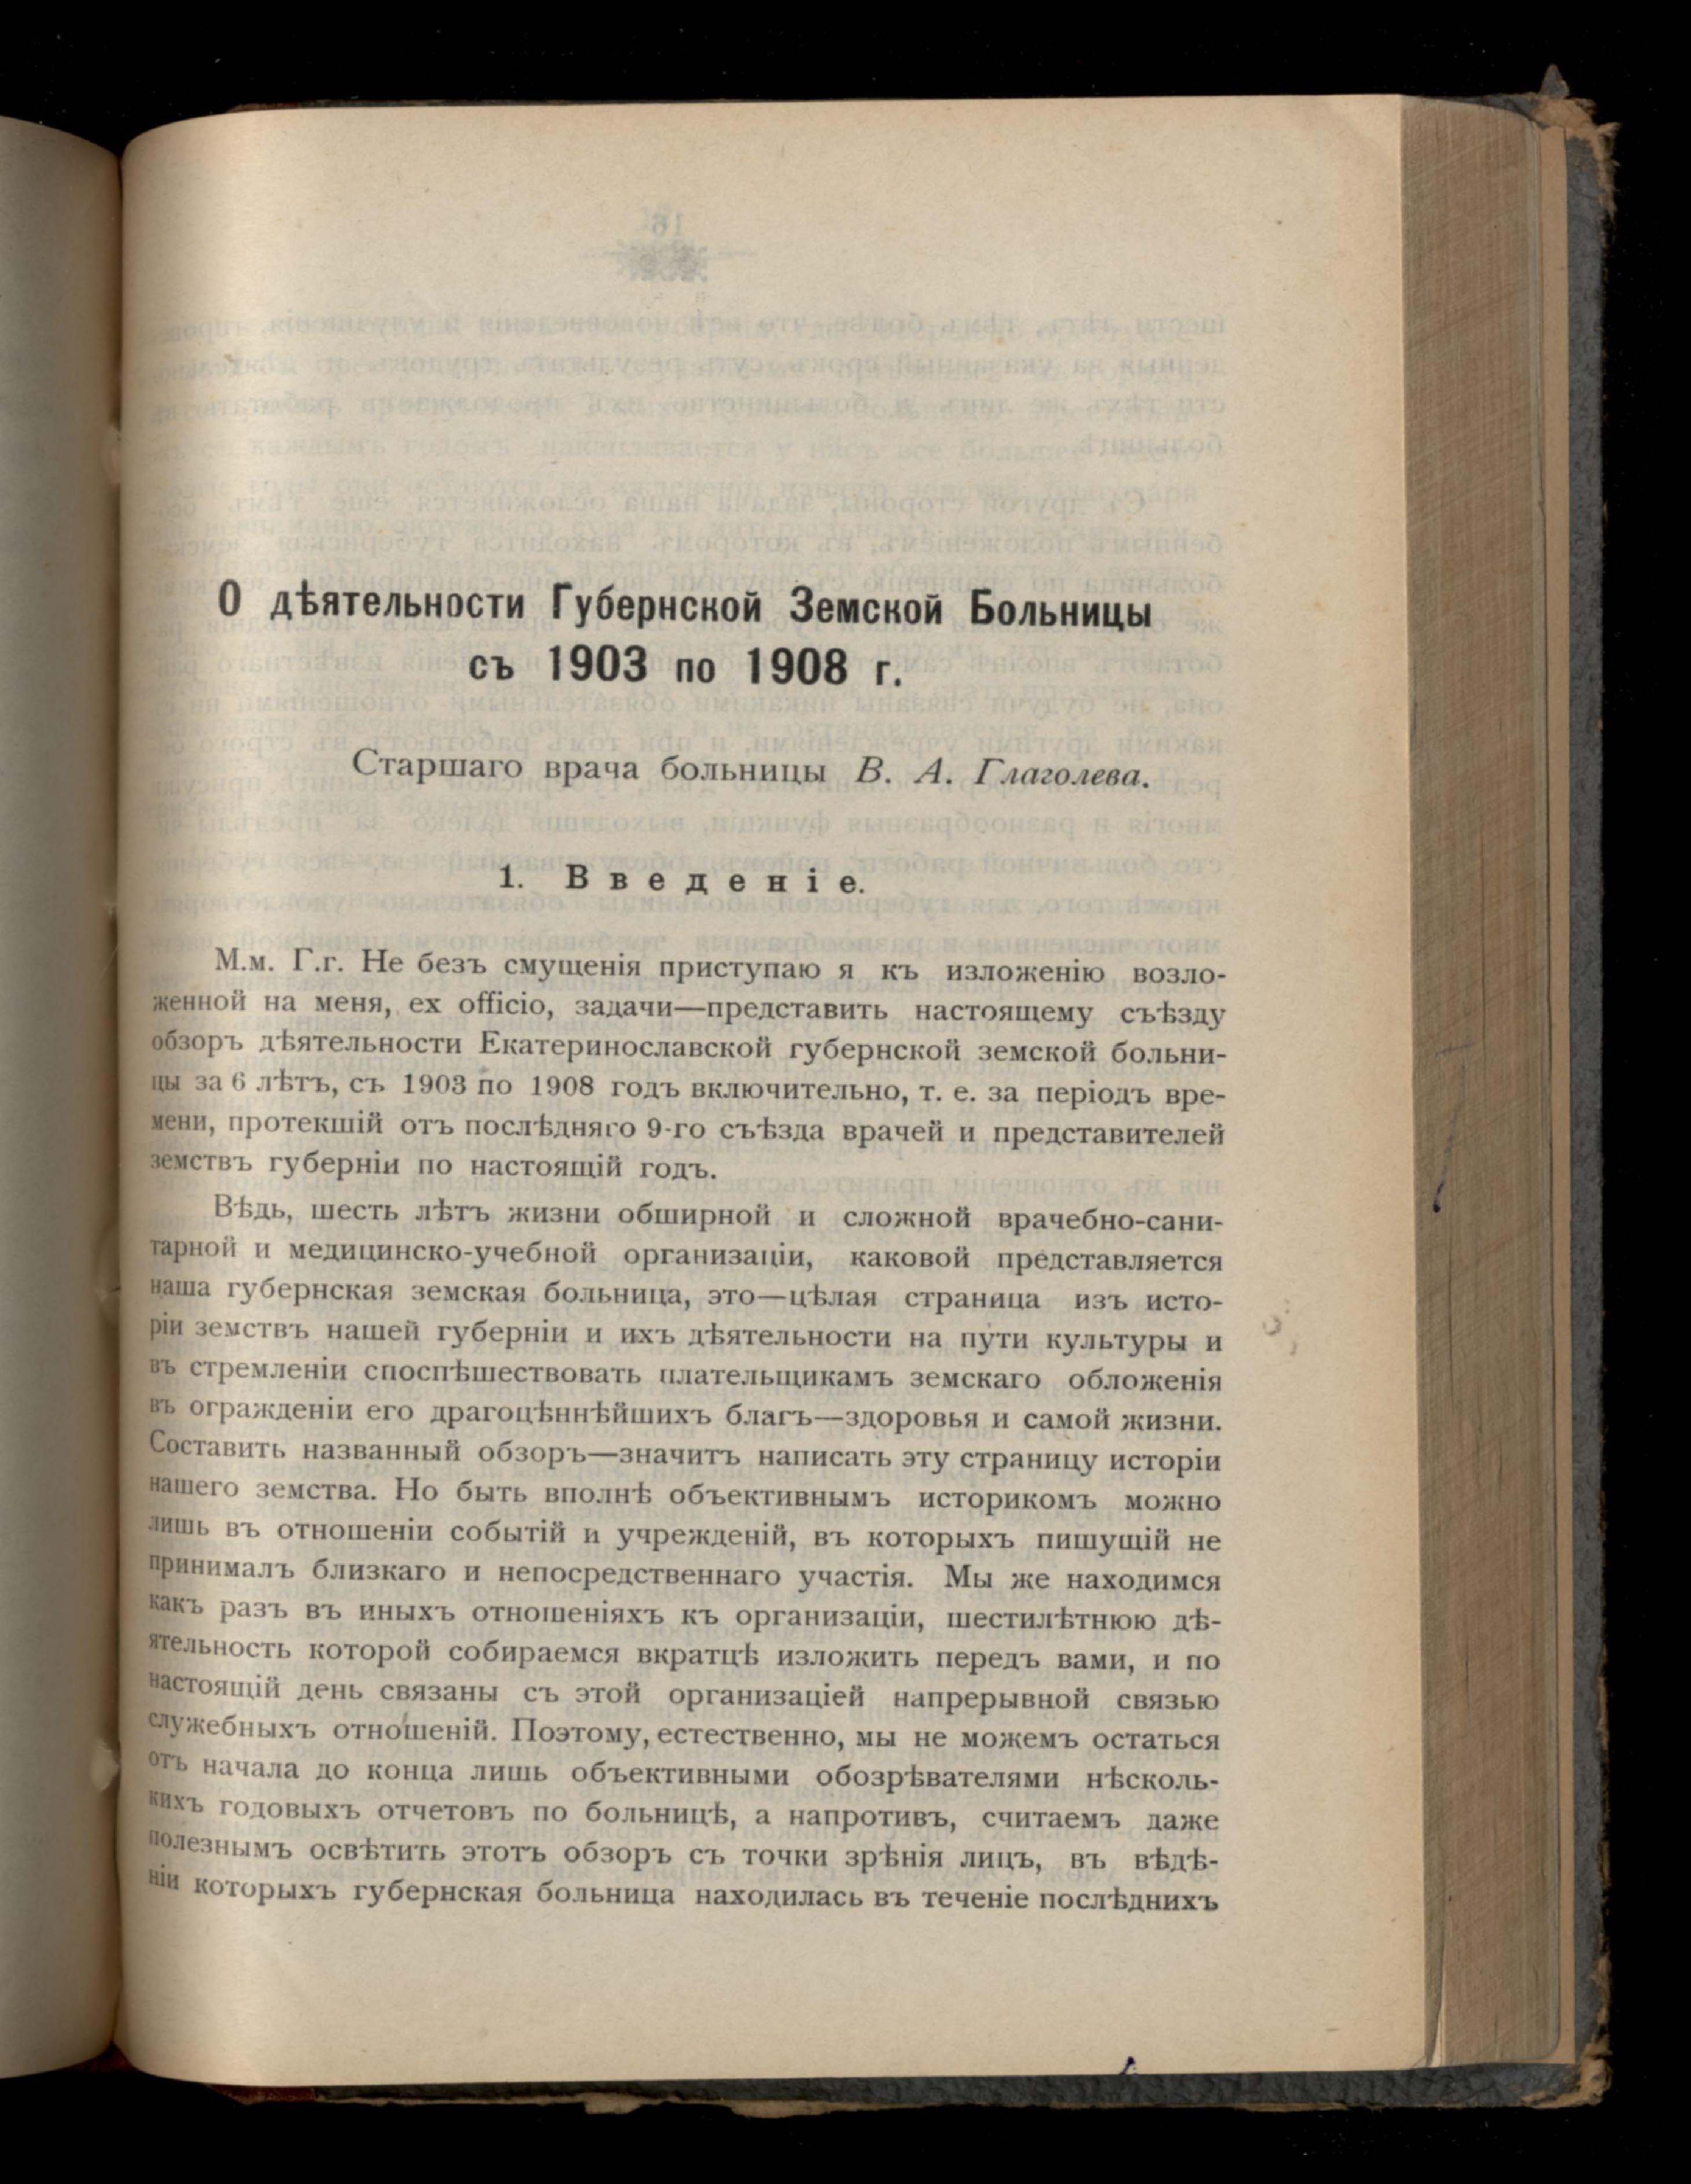 О дѣятельности Губернской Земской Больницы
съ 1903 по 1908 г.
Старшаго врача больницы В. А. Глаголева.
1. Введеніе.
М.м. Г.г. Не безъ смущенія приступаю я къ изложенію возло-
женной на меня, ex officio, задачи—представить настоящему съѣзду
обзоръ дѣятельности Екатеринославской губернской земской больни-
цы за 6 лѣтъ, съ 1903 по 1908 годъ включительно, т. е. за періодъ вре-
мени, протекшій отъ послѣдняго 9-го съѣзда врачей и представителей
земствъ губерніи по настоящій годъ.
Вѣдь, шесть лѣтъ жизни обширной и сложной врачебно-сани-
тарной и медицинско-учебной организаціи, каковой представляется
наша губернская земская больница, это—цѣлая страница изъ исто-
ріи земствъ нашей губерніи и ихъ дѣятельности на пути культуры и
въ стремленіи споспѣшествовать плательщикамъ земскаго обложенія
въ огражденіи его драгоцѣннѣйшихъ благъ—здоровья и самой жизни.
Составить названный обзоръ—значитъ написать эту страницу исторіи
нашего земства. Но быть вполнѣ объективнымъ историкомъ можно
лишь въ отношеніи событій и учрежденій, въ которыхъ пишущій не
принималъ близкаго и непосредственнаго участія. Мы же находимся
какъ разъ въ иныхъ отношеніяхъ къ организаціи, шестилѣтнюю дѣ-
ятельность которой собираемся вкратцѣ изложить передъ вами, и по
настоящій день связаны съ этой организаціей напрерывной связью
служебныхъ отношеній. Поэтому, естественно, мы не можемъ остаться
отъ начала до конца лишь объективными обозрѣвателями нѣсколь-
кихъ годовыхъ отчетовъ по больницѣ, а напротивъ, считаемъ даже
полезнымъ освѣтить этотъ обзоръ съ точки зрѣнія лицъ, въ вѣдѣ-
ніи которыхъ губернская больница находилась въ теченіе послѣднихъ